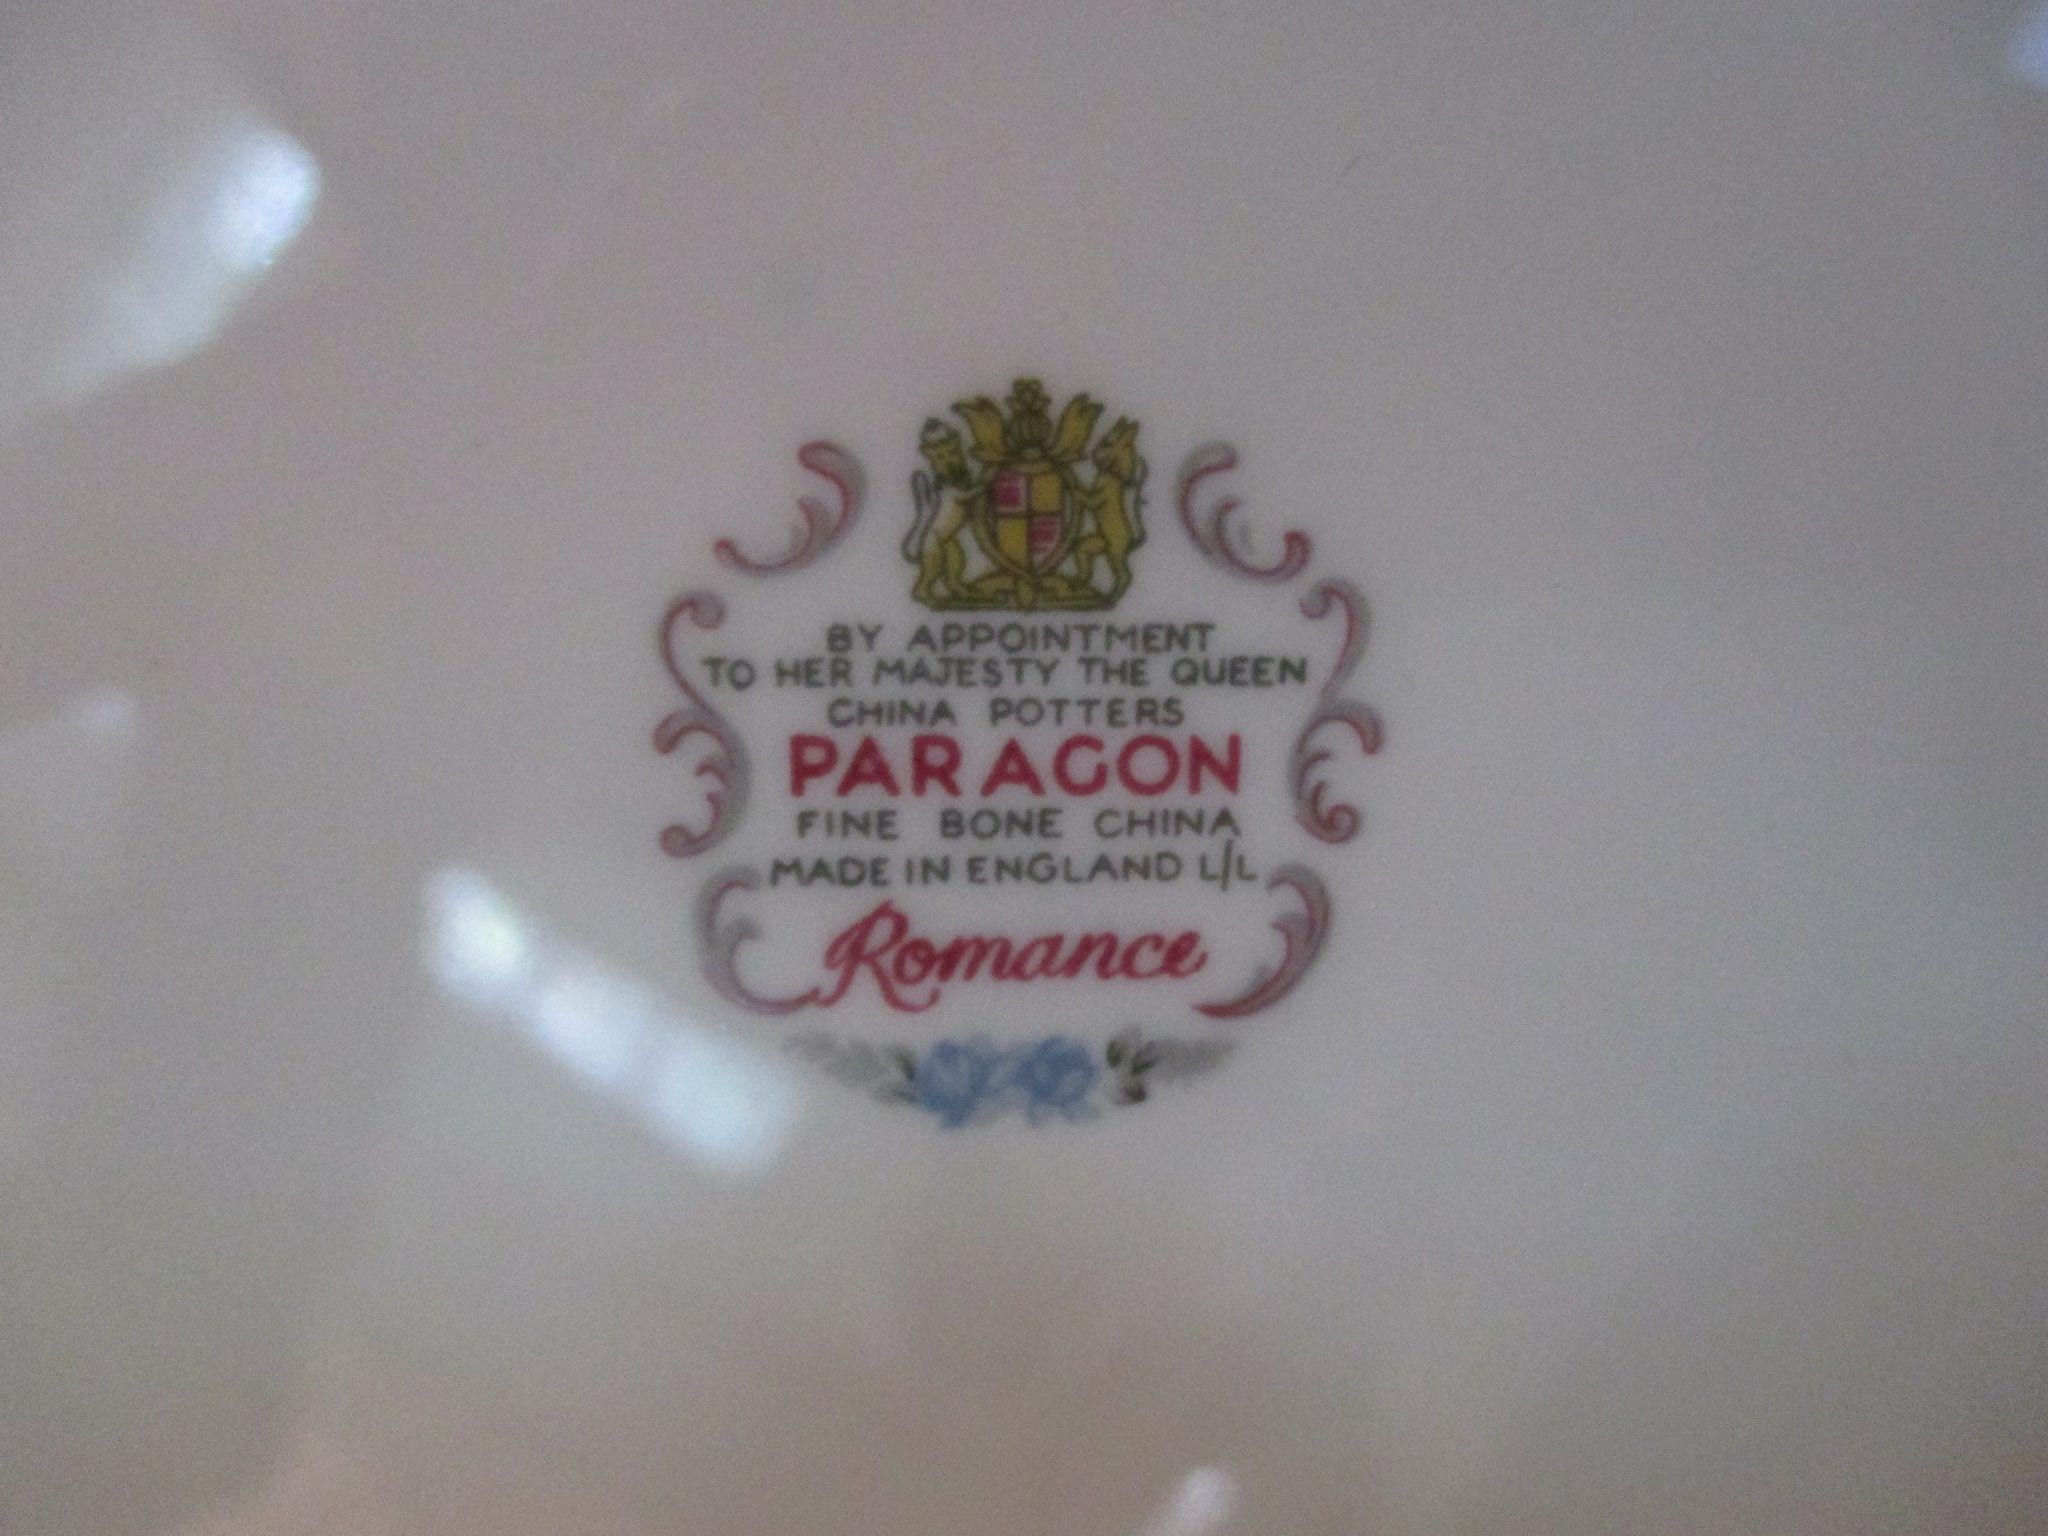 BY APPOINTMENT
TO HER MAJESTY THE QUEEN
CHINA POTTERS
PARAGON
FINE BONE CHINA
MADE IN ENGLAND L/L
Romance